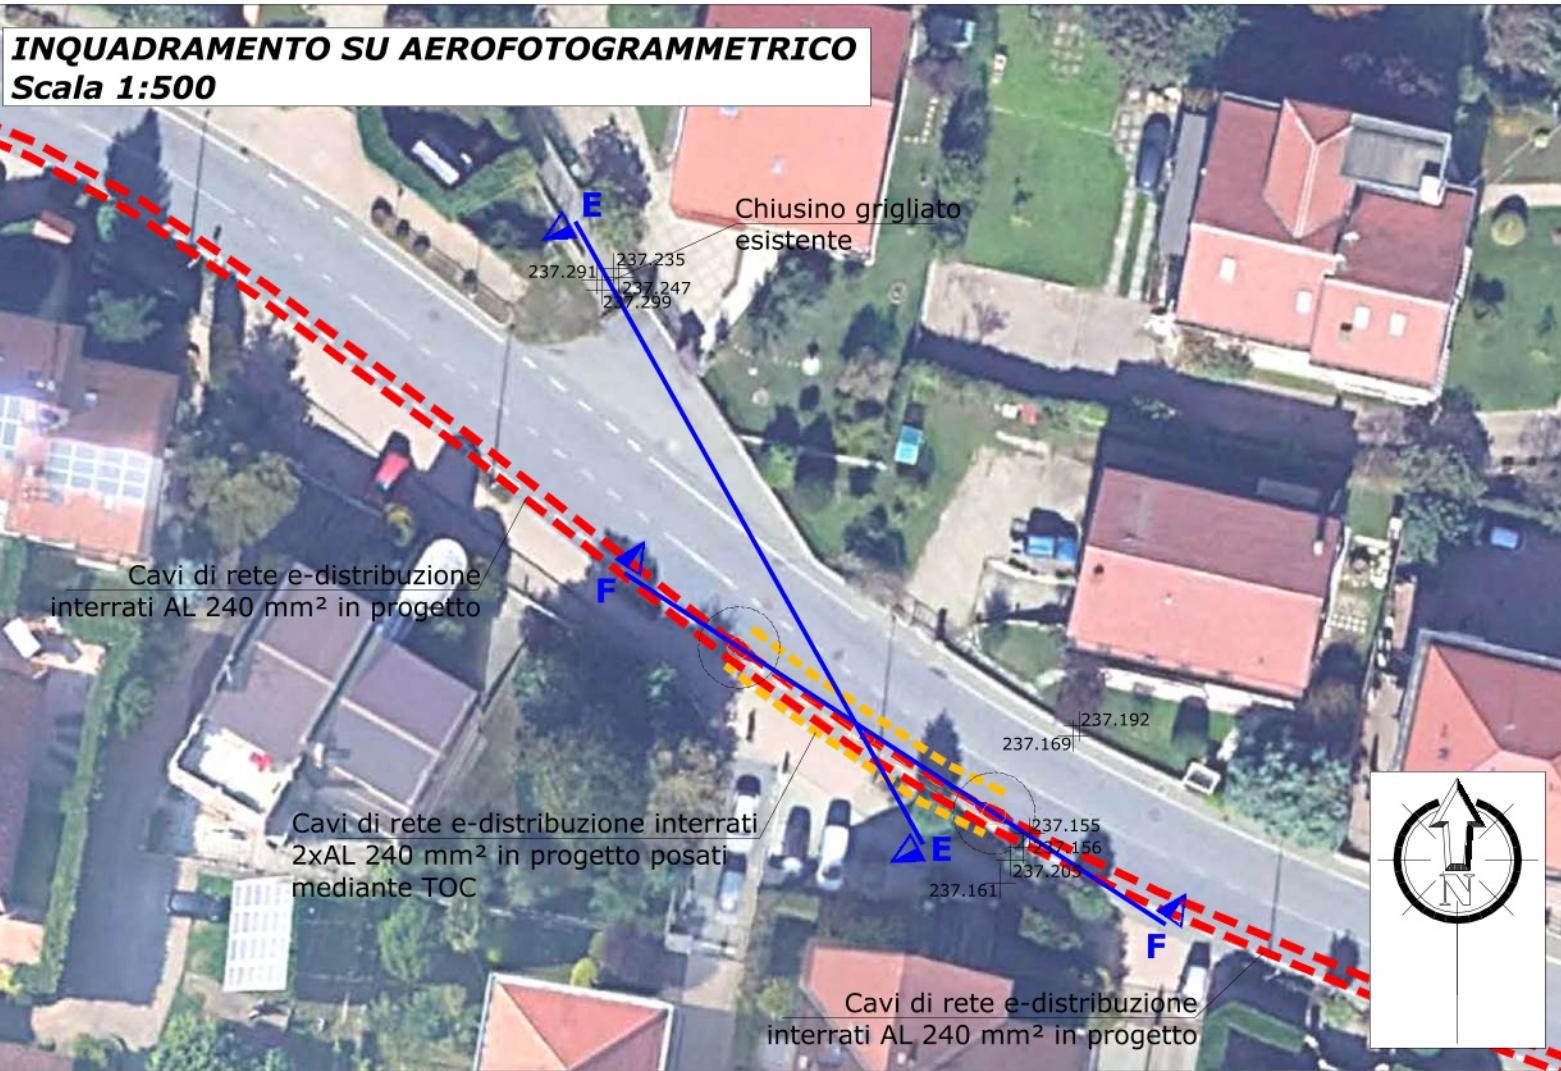 INQUADRAMENTO SU AEROFOTOGRAMMETRICO
Scala 1:500
E
Chiusino grigliato
esistente
237.235
237.291
237.247
237.299
Cavi di rete e-distribuzione
interrati AL 240 mm² in progetto
F
237.192
237.169
Cavi di rete e-distribuzione interrati
2xAL 240 mm² in progetto posati
mediante TOC
237.155
237.156
237.205
237.161
E
F
Cavi di rete e-distribuzione
interrati AL 240 mm² in progetto
N